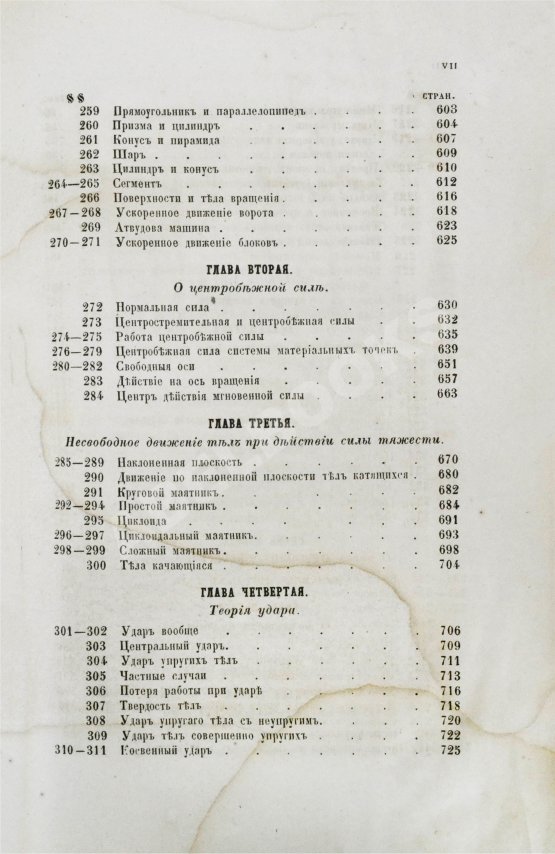 VII
§§ СТРАН.
259 Прямоугольникъ и параллелопипедъ . . . . 603
260 Призма и цилиндръ . . . . . . 604
261 Конусъ и пирамида . . . . . . 607
262 Шаръ . . . . . . . . 609
263 Цилиндръ и конусъ . . . . . . 610
264—265 Сегментъ . . . . . . . 612
266 Поверхности и тѣла вращенія . . . . . 616
267—268 Ускоренное движеніе ворота . . . . . 618
269 Атвудова машина . . . . . . 623
270—271 Ускоренное движеніе блоковъ . . . . . 625
ГЛАВА ВТОРАЯ.
О центробѣжной силѣ.
272 Нормальная сила . . . . . . 630
273 Центростремительная и центробѣжная силы . . . 632
274—275 Работа центробѣжной силы . . . . . 635
276—279 Центробѣжная сила системы матеріальныхъ точекъ . 639
280—282 Свободныя оси . . . . . . 651
283 Дѣйствіе на ось вращенія . . . . . 657
284 Центръ дѣйствія мгновенной силы . . . . 663
ГЛАВА ТРЕТЬЯ.
Несвободное движеніе тѣлъ при дѣйствіи силы тяжести.
285—289 Наклоненная плоскость . . . . . 670
290 Движеніе по наклоненной плоскости тѣлъ катящихся . 680
291 Круговой маятникъ . . . . . . 682
292—294 Простой маятникъ . . . . . . 684
295 Циклоида . . . . . . . 691
296—297 Циклоидальный маятникъ . . . . . 693
298—299 Сложный маятникъ . . . . . . 698
300 Тѣла качающіяся . . . . . . 704
ГЛАВА ЧЕТВЕРТАЯ.
Теорія удара.
301—302 Ударъ вообще . . . . . . 706
303 Центральный ударъ . . . . . . 709
304 Ударъ упругихъ тѣлъ . . . . . 711
305 Частные случаи . . . . . . 713
306 Потеря работы при ударѣ . . . . . 716
307 Твердость тѣлъ . . . . . . 718
308 Ударъ упругаго тѣла съ неупругимъ . . . . 720
309 Ударъ тѣлъ совершенно упругихъ . . . . 722
310—311 Косвенный ударъ . . . . . . 725